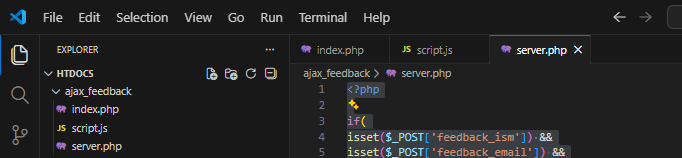 File Edit Selection View Go Run Terminal Help
EXPLORER
index.php script.js server.php
HTDOCS
ajax_feedback > server.php
ajax_feedback
index.php
JS script.js
server.php
1 <?php
2
3 if(
4 isset($_POST['feedback_ism']) &&
5 isset($_POST['feedback_email']) &&